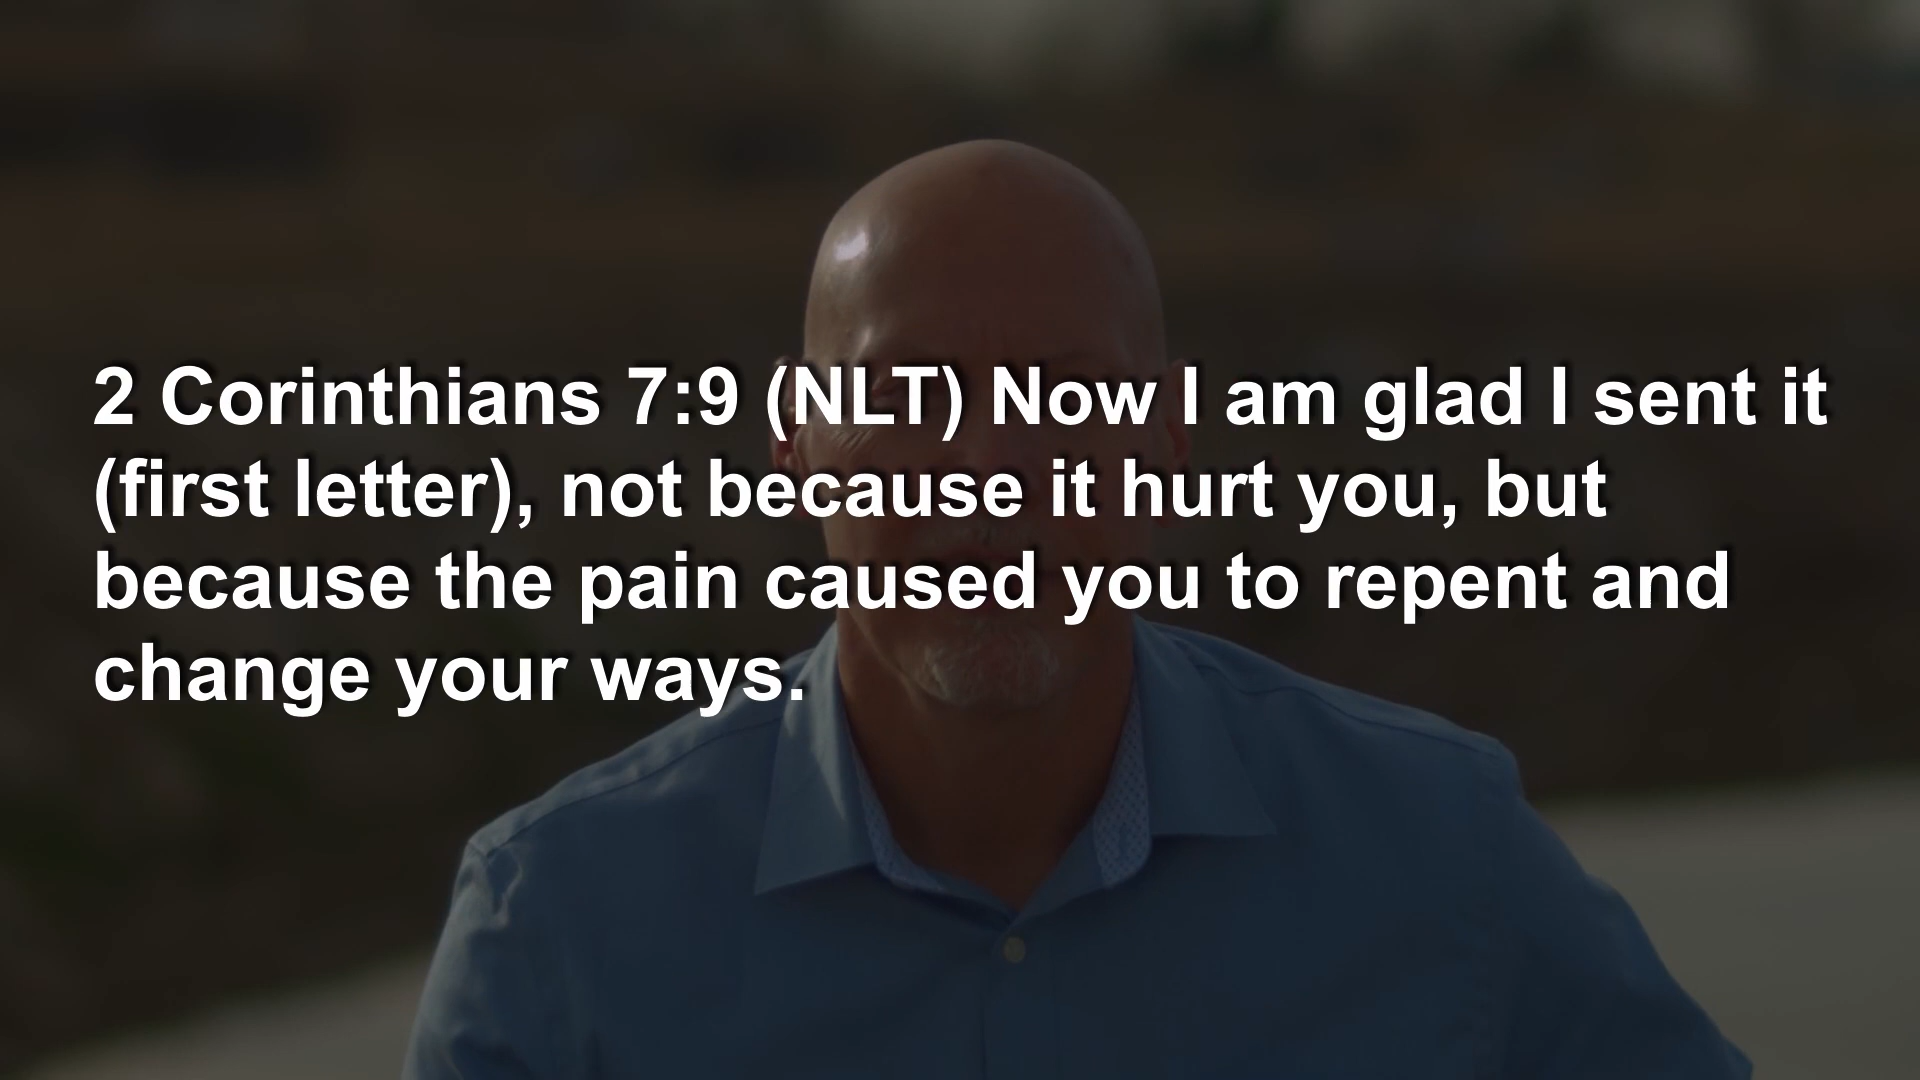 2 Corinthians 7:9 (NLT) Now I am glad I sent it
(first letter), not because it hurt you, but
because the pain caused you to repent and
change your ways.